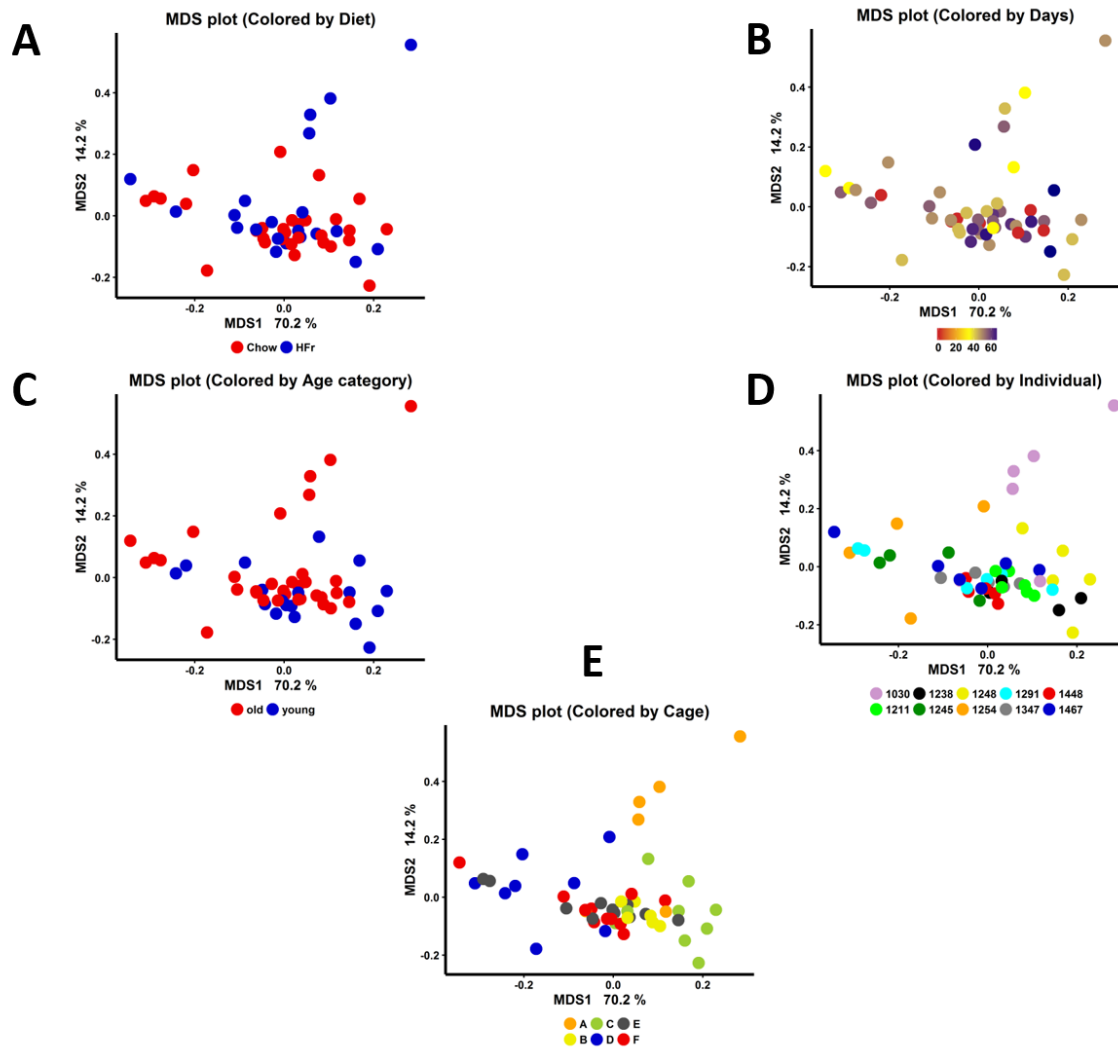 A
MDS plot (Colored by Diet)
0.4
0.2
0.0
-0.2
MDS2 14.2 %
-0.2 0.0 0.2
MDS1 70.2 %
Chow HFr
B
MDS plot (Colored by Days)
0.4
0.2
0.0
-0.2
MDS2 14.2 %
-0.2 0.0 0.2
MDS1 70.2 %
0 20 40 60
C
MDS plot (Colored by Age category)
0.4
0.2
0.0
-0.2
MDS2 14.2 %
-0.2 0.0 0.2
MDS1 70.2 %
old young
D
MDS plot (Colored by Individual)
0.4
0.2
0.0
-0.2
MDS2 14.2 %
-0.2 0.0 0.2
MDS1 70.2 %
1030 1238 1248 1291 1448
1211 1245 1254 1347 1467
E
MDS plot (Colored by Cage)
0.4
0.2
0.0
-0.2
MDS2 14.2 %
-0.2 0.0 0.2
MDS1 70.2 %
A C E
B D F